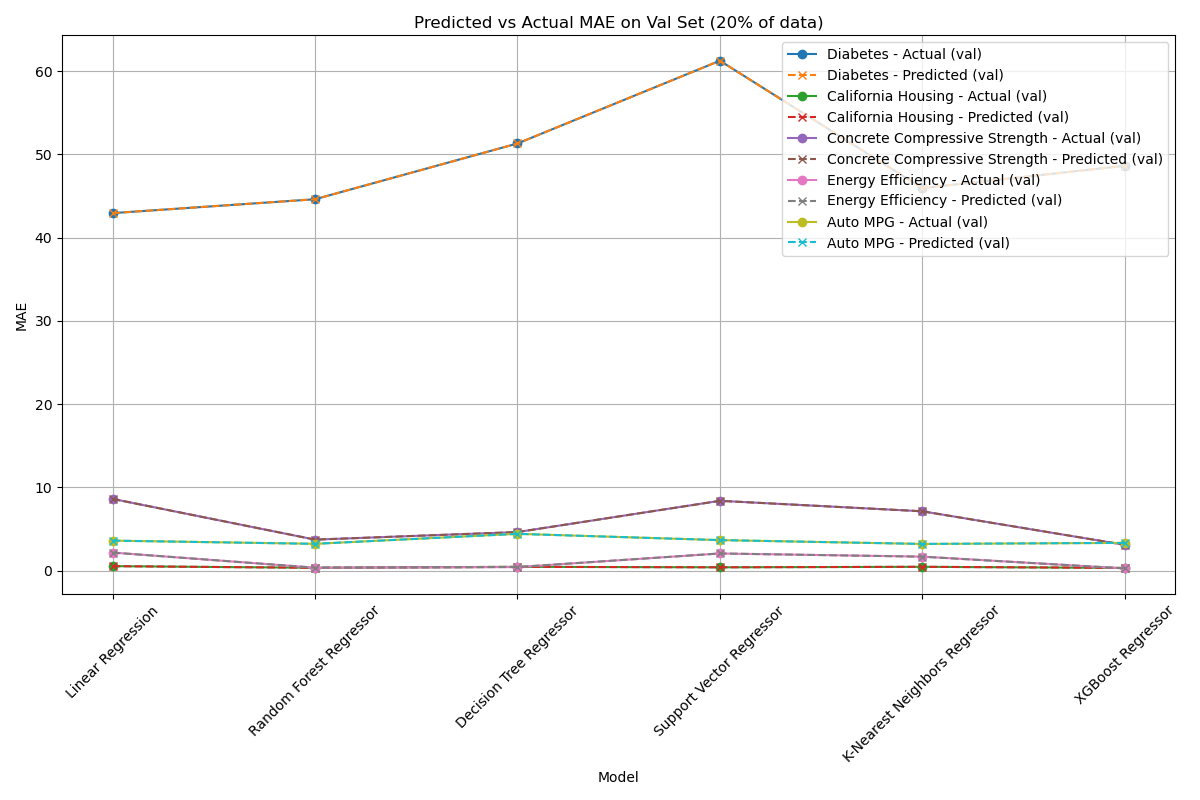 Predicted vs Actual MAE on Val Set (20% of data)
Diabetes - Actual (val)
Diabetes - Predicted (val)
California Housing - Actual (val)
California Housing - Predicted (val)
Concrete Compressive Strength - Actual (val)
Concrete Compressive Strength - Predicted (val)
Energy Efficiency - Actual (val)
Energy Efficiency - Predicted (val)
Auto MPG - Actual (val)
Auto MPG - Predicted (val)
MAE
60
50
40
30
20
10
0
Linear Regression
Random Forest Regressor
Decision Tree Regressor
Support Vector Regressor
K-Nearest Neighbors Regressor
XGBoost Regressor
Model